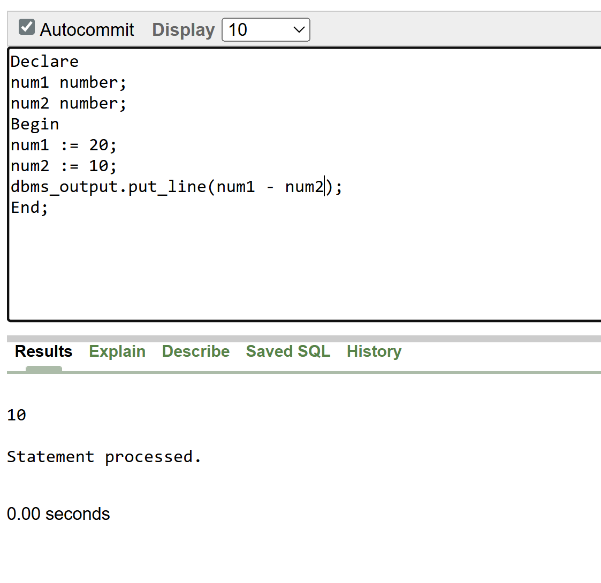 Autocommit Display 10
Declare
num1 number;
num2 number;
Begin
num1 := 20;
num2 := 10;
dbms_output.put_line(num1 - num2);
End;
Results Explain Describe Saved SQL History
10
Statement processed.
0.00 seconds